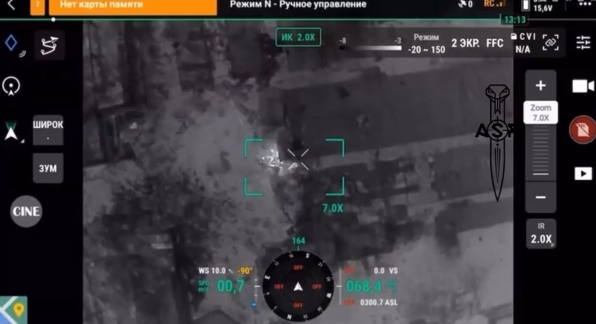 Нет карты памяти
Режим N - Ручное управление
0
RC
15,6V
13:13
ИК 2.0X
-8
-3
Режим
-20 ~ 150
2 ЭКР.
FFC
CVI
N/A
ШИРОК
.
ЗУМ
CINE
Zoom
7.0X
IR
2.0X
7.0X
164
WS 10.0
-90°
SPD
00,7
OFF
OFF
OFF
OFF
0.0 VS
068.4
0300.7 ASL